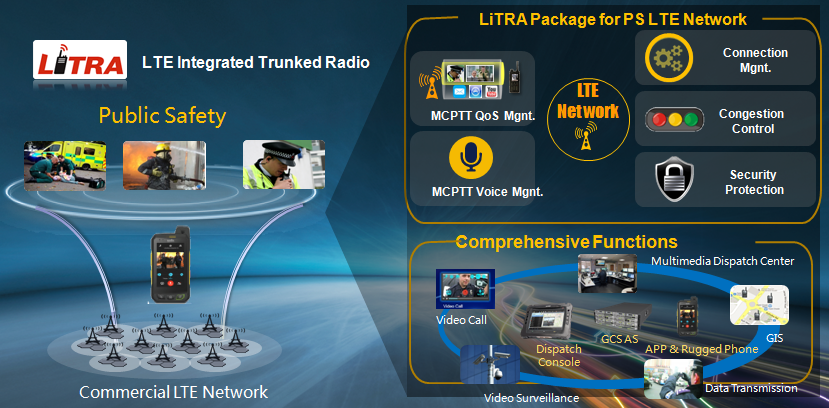 LiTRA
LTE Integrated Trunked Radio
Public Safety
Commercial LTE Network
LiTRA Package for PS LTE Network
MCPTT QoS Mgnt.
MCPTT Voice Mgnt.
LTE
Network
Connection
Mgnt.
Congestion
Control
Security
Protection
Comprehensive Functions
Multimedia Dispatch Center
Video Call
Video Call
Dispatch
Console
GCS AS
APP & Rugged Phone
GIS
Data Transmission
Video Surveillance